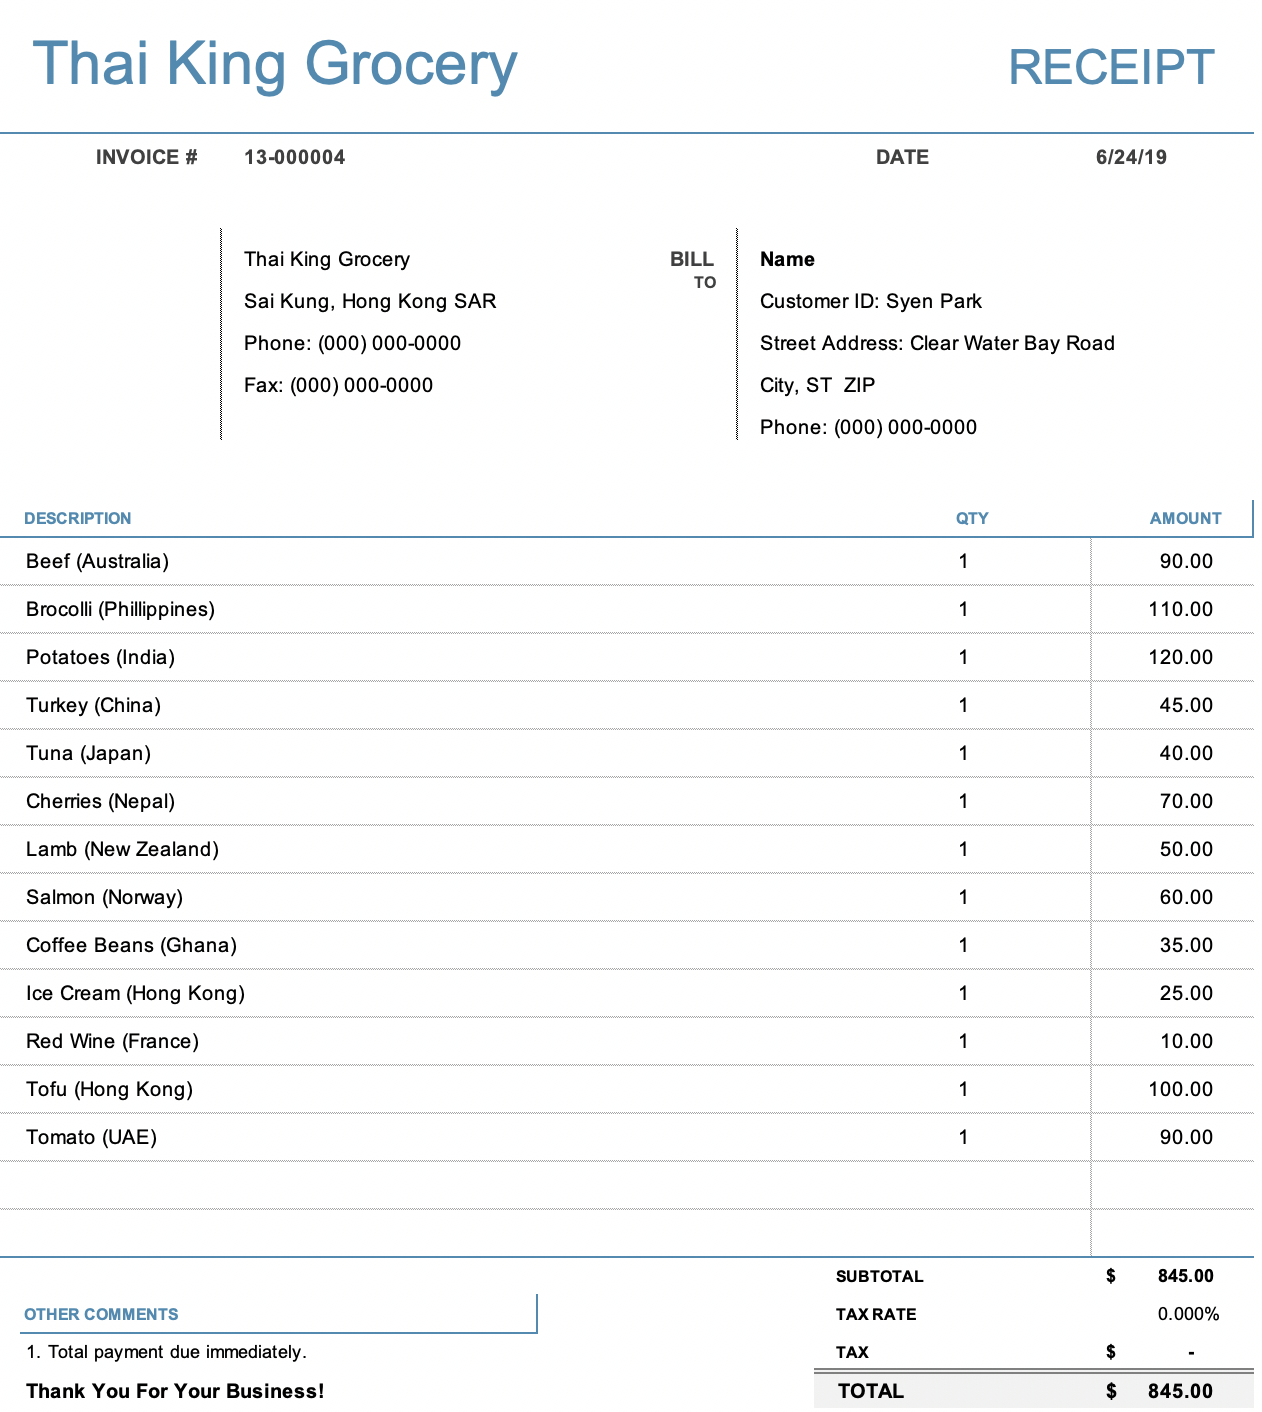 Thai King Grocery RECEIPT
INVOICE # 13-000004 DATE 6/24/19
Thai King Grocery BILL TO Name
Sai Kung, Hong Kong SAR Customer ID: Syen Park
Phone: (000) 000-0000 Street Address: Clear Water Bay Road
Fax: (000) 000-0000 City, ST  ZIP
Phone: (000) 000-0000
DESCRIPTION QTY AMOUNT
Beef (Australia) 1 90.00
Brocolli (Phillippines) 1 110.00
Potatoes (India) 1 120.00
Turkey (China) 1 45.00
Tuna (Japan) 1 40.00
Cherries (Nepal) 1 70.00
Lamb (New Zealand) 1 50.00
Salmon (Norway) 1 60.00
Coffee Beans (Ghana) 1 35.00
Ice Cream (Hong Kong) 1 25.00
Red Wine (France) 1 10.00
Tofu (Hong Kong) 1 100.00
Tomato (UAE) 1 90.00
SUBTOTAL $ 845.00
OTHER COMMENTS TAX RATE 0.000%
1. Total payment due immediately. TAX $ -
Thank You For Your Business! TOTAL $ 845.00